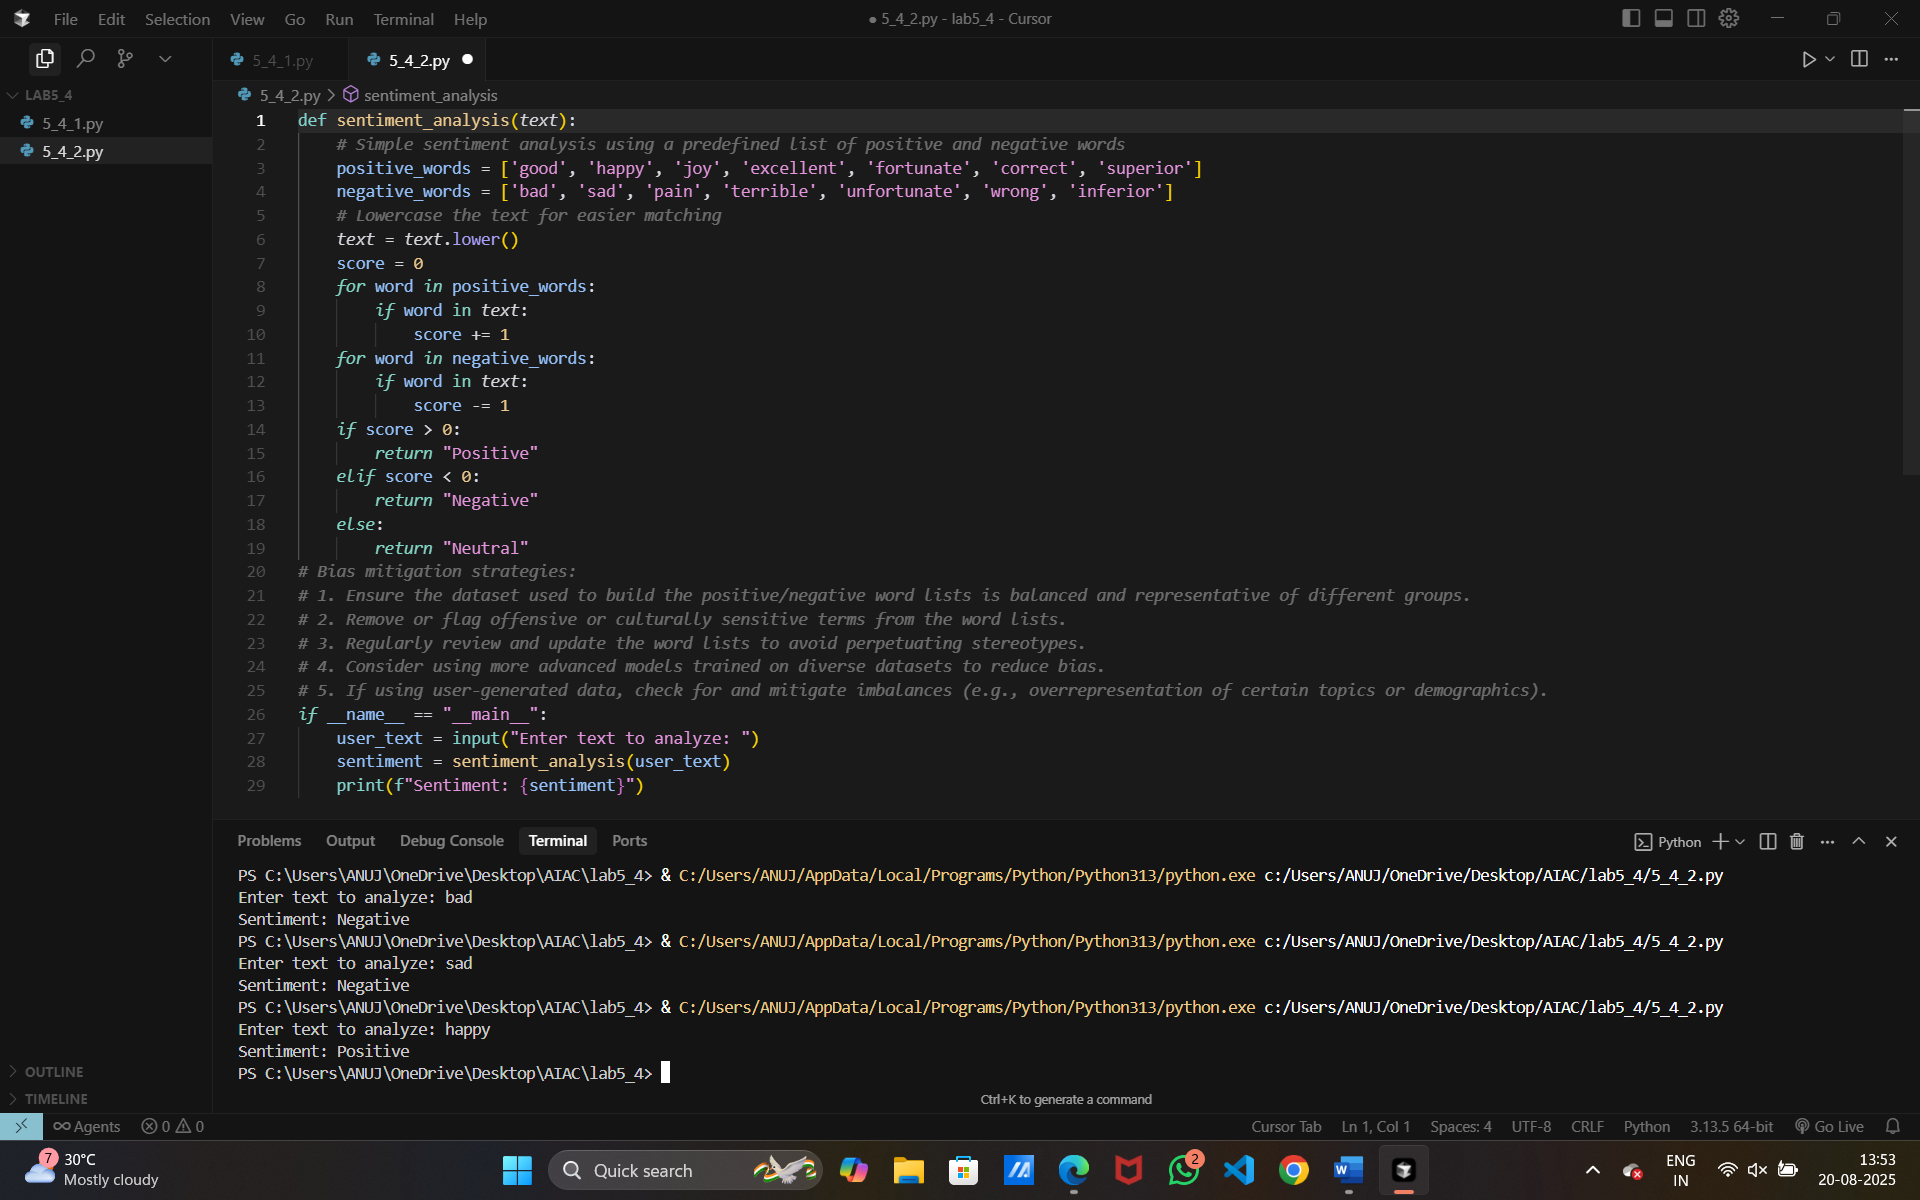 File Edit Selection View Go Run Terminal Help
● 5_4_2.py - lab5_4 - Cursor
5_4_1.py
5_4_2.py
LAB5_4
5_4_1.py
5_4_2.py
5_4_2.py > sentiment_analysis
1 def sentiment_analysis(text):
2 # Simple sentiment analysis using a predefined list of positive and negative words
3 positive_words = ['good', 'happy', 'joy', 'excellent', 'fortunate', 'correct', 'superior']
4 negative_words = ['bad', 'sad', 'pain', 'terrible', 'unfortunate', 'wrong', 'inferior']
5 # Lowercase the text for easier matching
6 text = text.lower()
7 score = 0
8 for word in positive_words:
9 if word in text:
10 score += 1
11 for word in negative_words:
12 if word in text:
13 score -= 1
14 if score > 0:
15 return "Positive"
16 elif score < 0:
17 return "Negative"
18 else:
19 return "Neutral"
20 # Bias mitigation strategies:
21 # 1. Ensure the dataset used to build the positive/negative word lists is balanced and representative of different groups.
22 # 2. Remove or flag offensive or culturally sensitive terms from the word lists.
23 # 3. Regularly review and update the word lists to avoid perpetuating stereotypes.
24 # 4. Consider using more advanced models trained on diverse datasets to reduce bias.
25 # 5. If using user-generated data, check for and mitigate imbalances (e.g., overrepresentation of certain topics or demographics).
26 if __name__ == "__main__":
27 user_text = input("Enter text to analyze: ")
28 sentiment = sentiment_analysis(user_text)
29 print(f"Sentiment: {sentiment}")
Problems Output Debug Console Terminal Ports
Python
PS C:\Users\ANUJ\OneDrive\Desktop\AIAC\lab5_4> & C:/Users/ANUJ/AppData/Local/Programs/Python/Python313/python.exe c:/Users/ANUJ/OneDrive/Desktop/AIAC/lab5_4/5_4_2.py
Enter text to analyze: bad
Sentiment: Negative
PS C:\Users\ANUJ\OneDrive\Desktop\AIAC\lab5_4> & C:/Users/ANUJ/AppData/Local/Programs/Python/Python313/python.exe c:/Users/ANUJ/OneDrive/Desktop/AIAC/lab5_4/5_4_2.py
Enter text to analyze: sad
Sentiment: Negative
PS C:\Users\ANUJ\OneDrive\Desktop\AIAC\lab5_4> & C:/Users/ANUJ/AppData/Local/Programs/Python/Python313/python.exe c:/Users/ANUJ/OneDrive/Desktop/AIAC/lab5_4/5_4_2.py
Enter text to analyze: happy
Sentiment: Positive
PS C:\Users\ANUJ\OneDrive\Desktop\AIAC\lab5_4>
Ctrl+K to generate a command
OUTLINE
TIMELINE
Agents 0 0
Cursor Tab Ln 1, Col 1 Spaces: 4 UTF-8 CRLF Python 3.13.5 64-bit Go Live
7
30°C
Mostly cloudy
Quick search
2
ENG
IN
13:53
20-08-2025